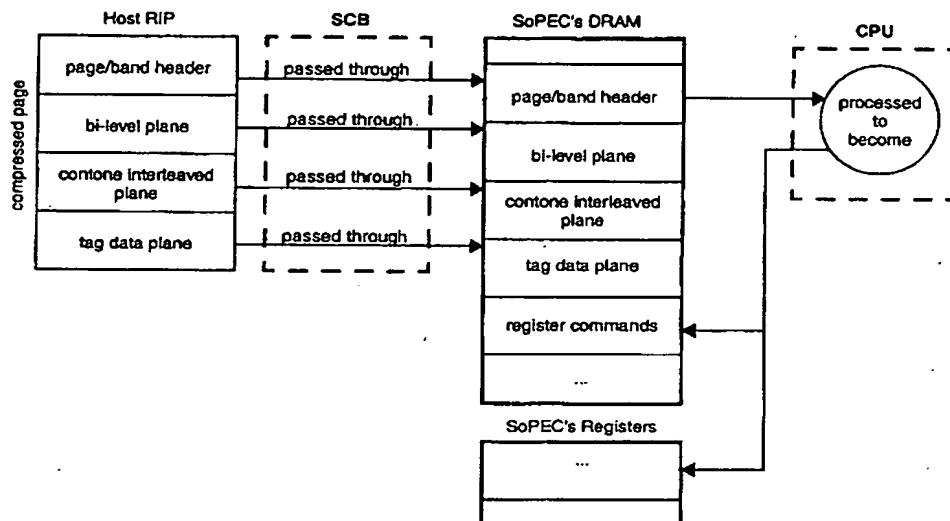 Host RIP
SCB
SoPEC's DRAM
CPU
compressed page
page/band header
bi-level plane
contone interleaved
plane
tag data plane
passed through
passed through
passed through
passed through
page/band header
bi-level plane
contone interleaved
plane
tag data plane
register commands
...
processed
to
become
SoPEC's Registers
...